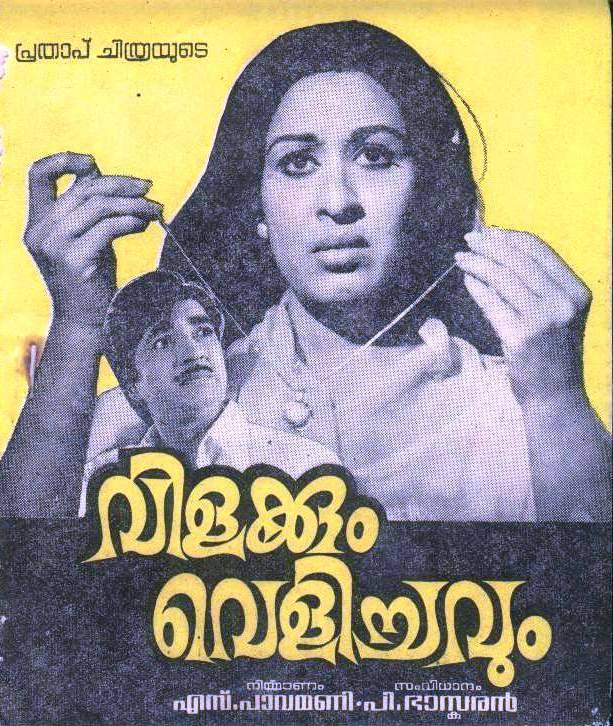 പ്രതാപ് ചിത്രയുടെ
വിളക്കും
വെളിച്ചവും
നിർമ്മാണം സംവിധാനം
എസ്.പാവമണി · പി.ഭാസ്ക്കരൻ